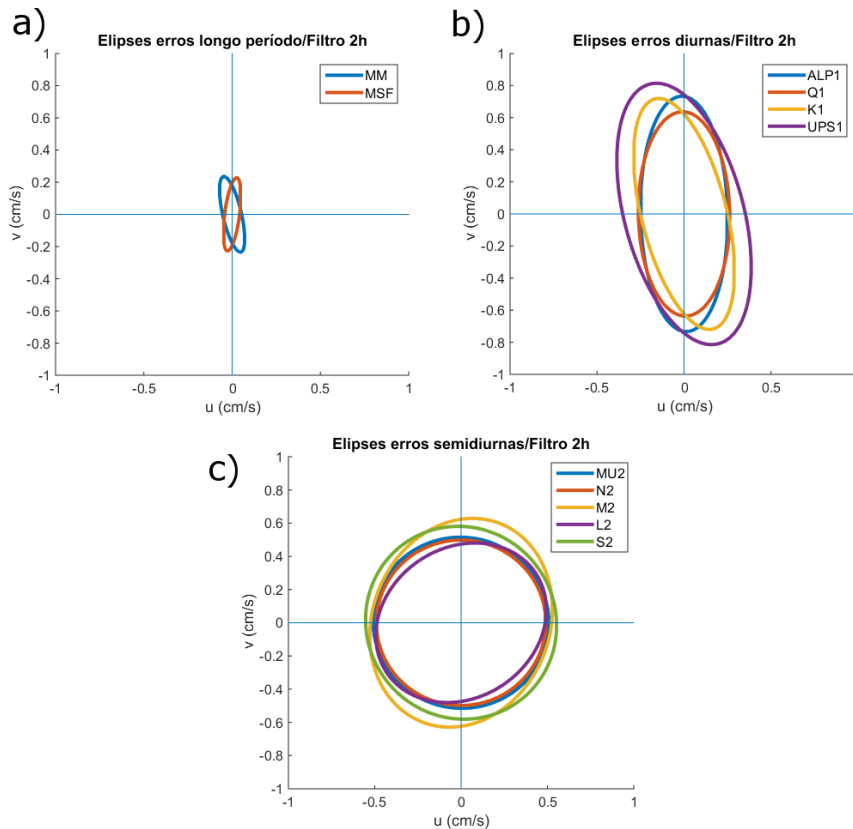 a)
Elipses erros longo período/Filtro 2h
MM
MSF
1
0.8
0.6
0.4
0.2
0
-0.2
-0.4
-0.6
-0.8
-1
v (cm/s)
-1
-0.5
0
0.5
1
u (cm/s)
b)
Elipses erros diurnas/Filtro 2h
ALP1
Q1
K1
UPS1
1
0.8
0.6
0.4
0.2
0
-0.2
-0.4
-0.6
-0.8
-1
v (cm/s)
-1
-0.5
0
0.5
u (cm/s)
c)
Elipses erros semidiurnas/Filtro 2h
MU2
N2
M2
L2
S2
1
0.8
0.6
0.4
0.2
0
-0.2
-0.4
-0.6
-0.8
-1
v (cm/s)
-1
-0.5
0
0.5
1
u (cm/s)